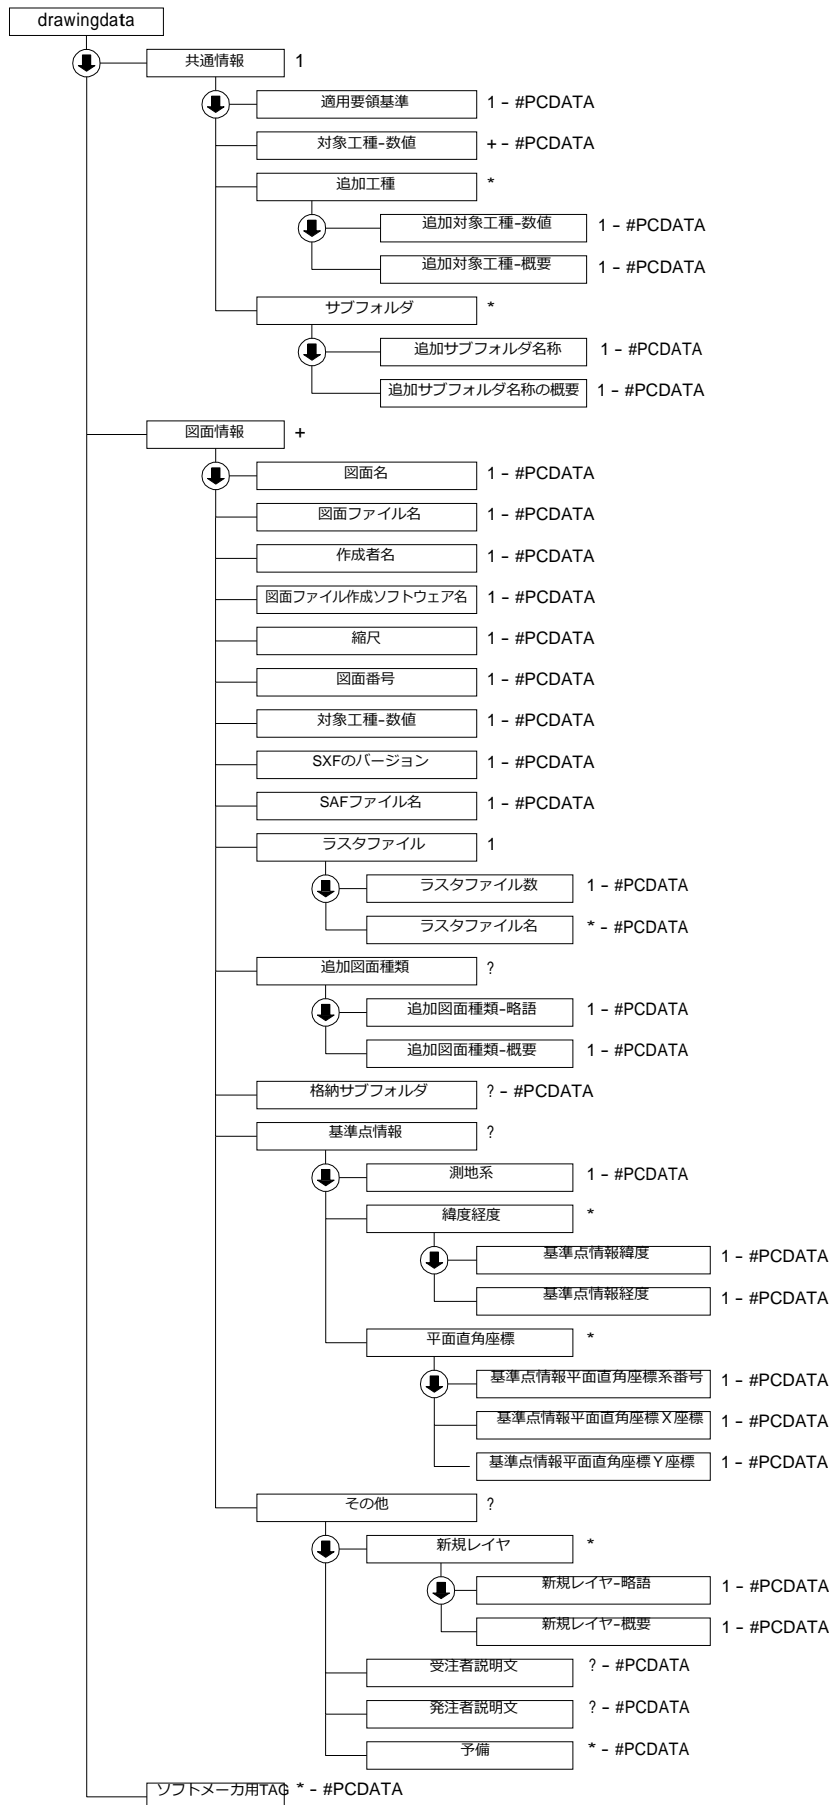 drawingdata
共通情報 1
適用要領基準 1 - #PCDATA
対象工種-数値 + - #PCDATA
追加工種 *
追加対象工種-数値 1 - #PCDATA
追加対象工種-概要 1 - #PCDATA
サブフォルダ *
追加サブフォルダ名称 1 - #PCDATA
追加サブフォルダ名称の概要 1 - #PCDATA
図面情報 +
図面名 1 - #PCDATA
図面ファイル名 1 - #PCDATA
作成者名 1 - #PCDATA
図面ファイル作成ソフトウェア名 1 - #PCDATA
縮尺 1 - #PCDATA
図面番号 1 - #PCDATA
対象工種-数値 1 - #PCDATA
SXFのバージョン 1 - #PCDATA
SAFファイル名 1 - #PCDATA
ラスタファイル 1
ラスタファイル数 1 - #PCDATA
ラスタファイル名 * - #PCDATA
追加図面種類 ?
追加図面種類-略語 1 - #PCDATA
追加図面種類-概要 1 - #PCDATA
格納サブフォルダ ? - #PCDATA
基準点情報 ?
測地系 1 - #PCDATA
緯度経度 *
基準点情報緯度 1 - #PCDATA
基準点情報経度 1 - #PCDATA
平面直角座標 *
基準点情報平面直角座標系番号 1 - #PCDATA
基準点情報平面直角座標X座標 1 - #PCDATA
基準点情報平面直角座標Y座標 1 - #PCDATA
その他 ?
新規レイヤ *
新規レイヤ-略語 1 - #PCDATA
新規レイヤ-概要 1 - #PCDATA
受注者説明文 ? - #PCDATA
発注者説明文 ? - #PCDATA
予備 * - #PCDATA
ソフトメーカ用TAG * - #PCDATA